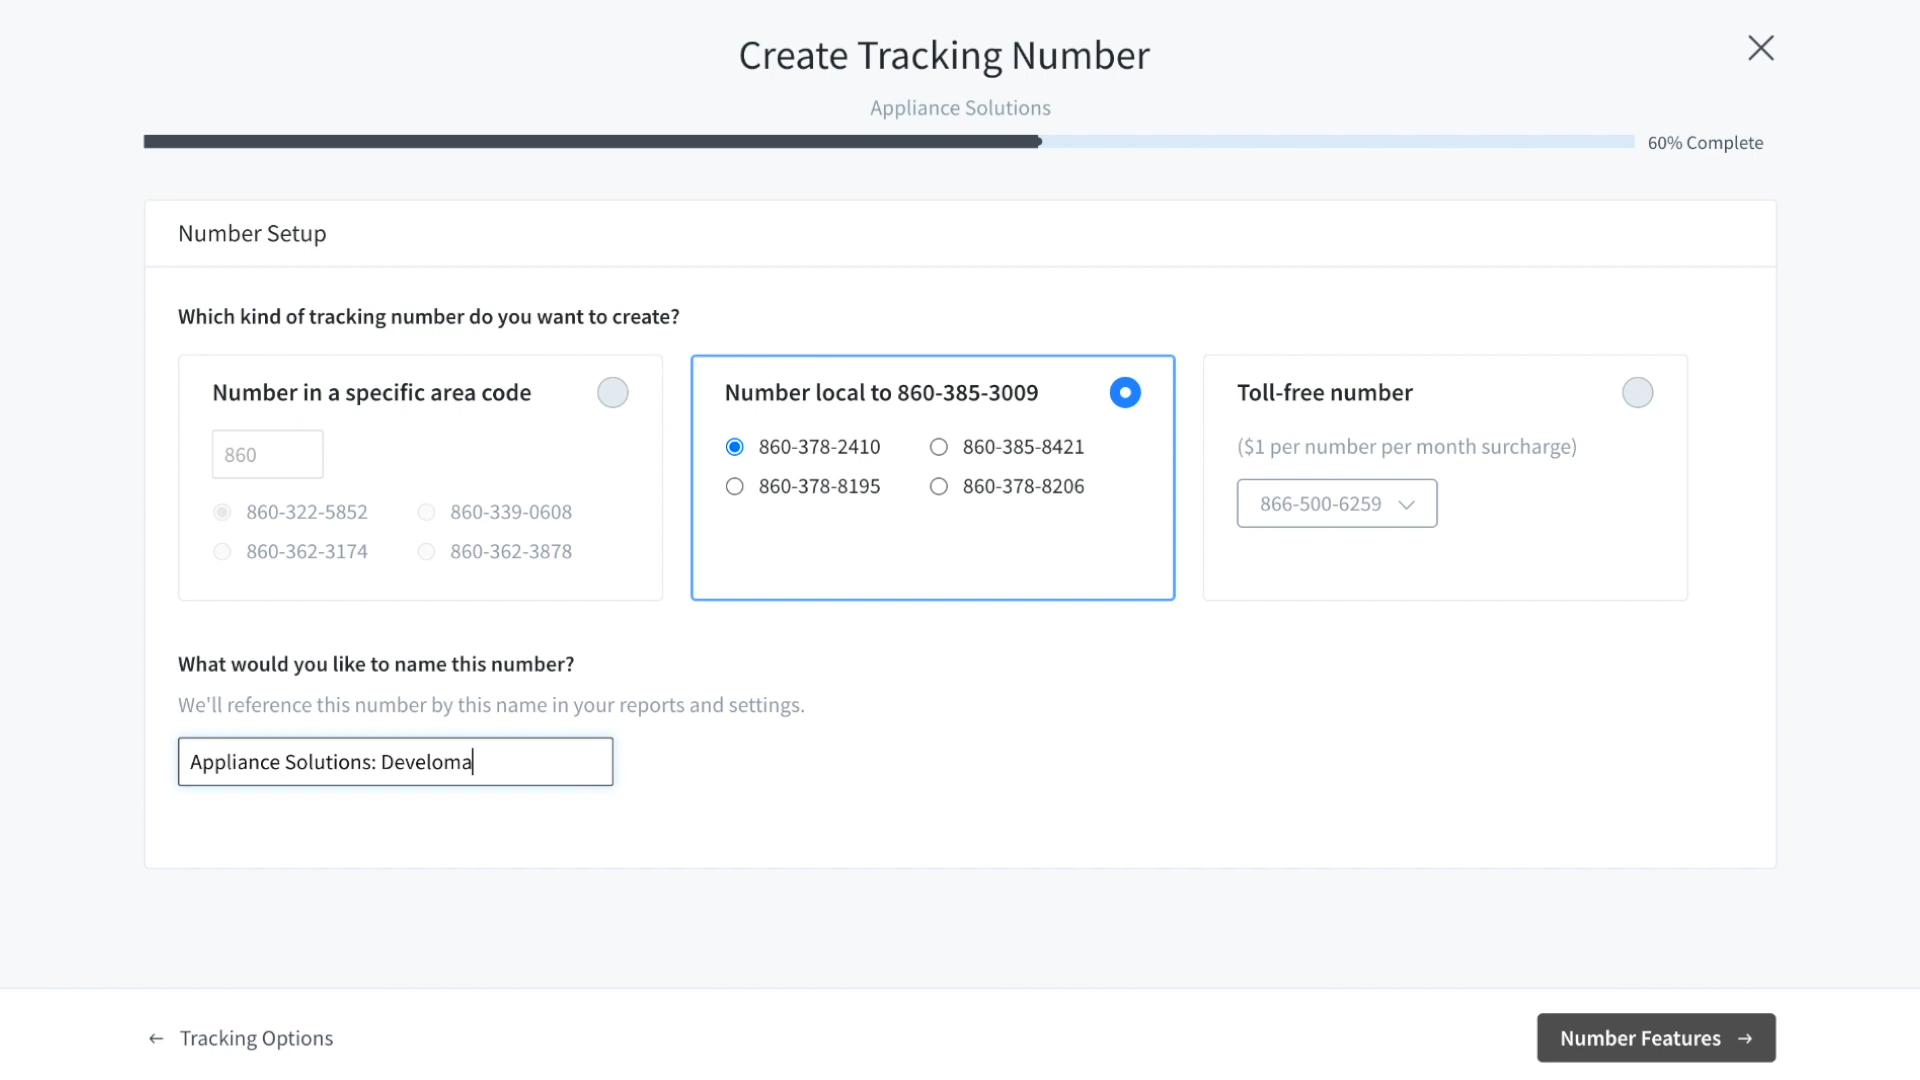 Create Tracking Number
Appliance Solutions
60% Complete
Number Setup
Which kind of tracking number do you want to create?
Number in a specific area code
860
860-322-5852 860-339-0608
860-362-3174 860-362-3878
Number local to 860-385-3009
860-378-2410 860-385-8421
860-378-8195 860-378-8206
Toll-free number
($1 per number per month surcharge)
866-500-6259
What would you like to name this number?
We'll reference this number by this name in your reports and settings.
Appliance Solutions: Develoma
← Tracking Options
Number Features →